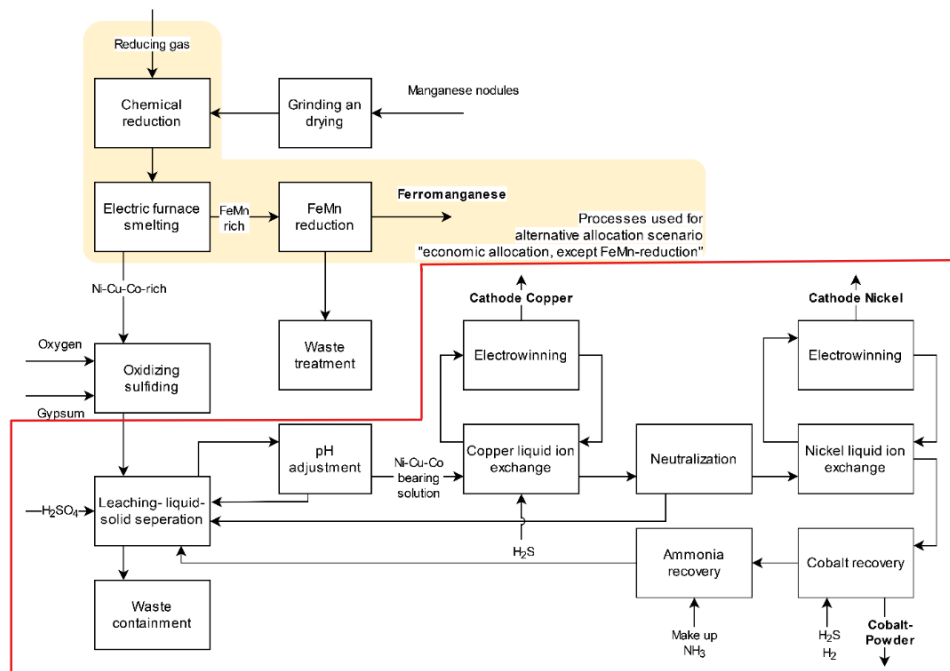 Reducing gas
Chemical
reduction
Grinding an
drying
Manganese nodules
Electric furnace
smelting
FeMn
rich
FeMn
reduction
Ferromanganese
Processes used for
alternative allocation scenario
"economic allocation, except FeMn-reduction"
Ni-Cu-Co-rich
Cathode Copper
Cathode Nickel
Oxygen
Oxidizing
sulfiding
Waste
treatment
Electrowinning
Electrowinning
Gypsum
pH
adjustment
Ni-Cu-Co
bearing
solution
Copper liquid ion
exchange
Neutralization
Nickel liquid ion
exchange
H₂SO₄
Leaching- liquid-
solid seperation
H₂S
Ammonia
recovery
Cobalt recovery
Waste
containment
Make up
NH₃
H₂S
H₂
Cobalt-
Powder